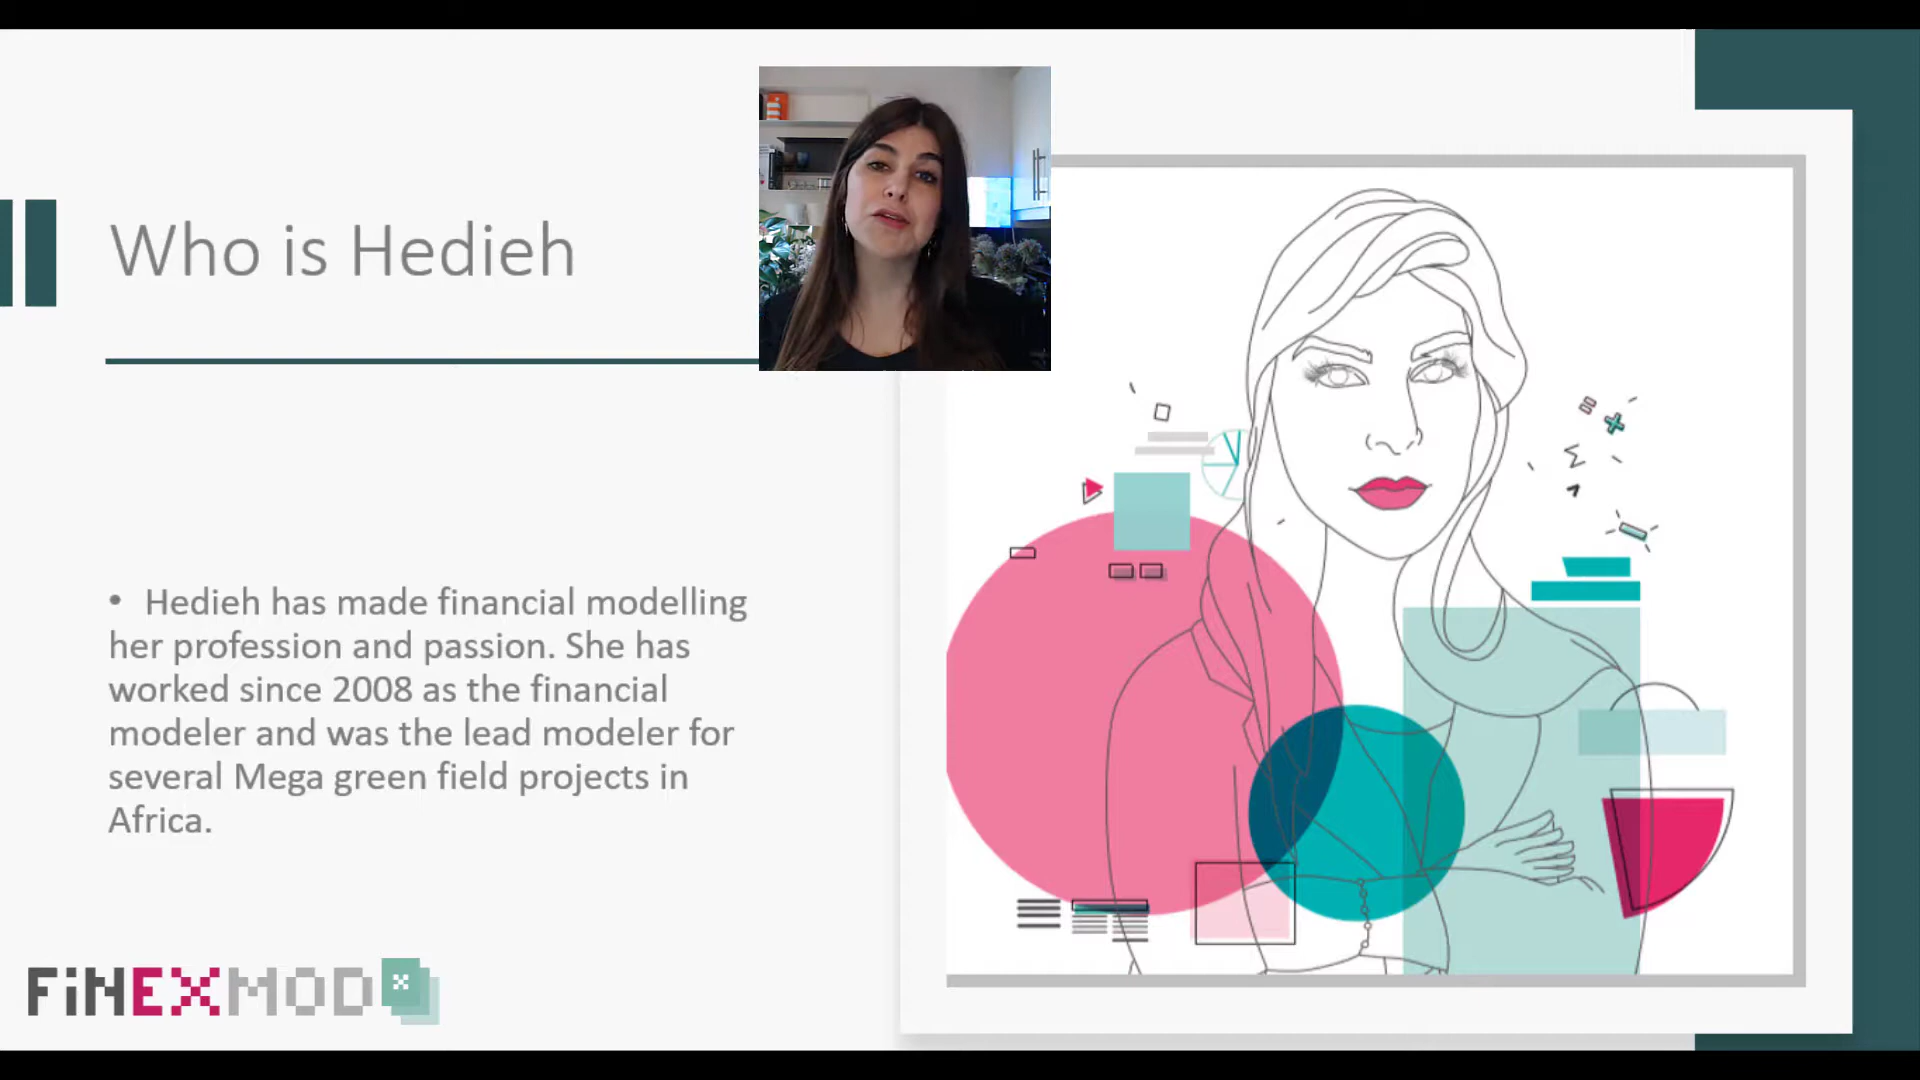 Who is Hedieh
• Hedieh has made financial modelling
her profession and passion. She has
worked since 2008 as the financial
modeler and was the lead modeler for
several Mega green field projects in
Africa.
FiNEXMOD x